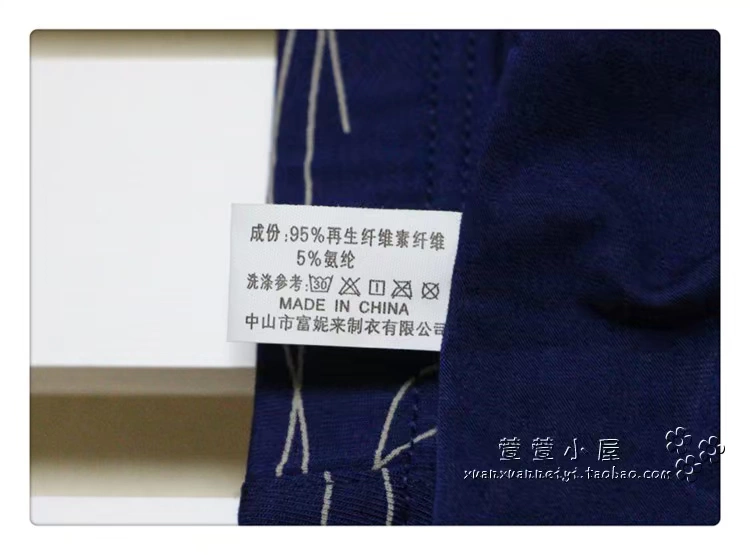 成份:95%再生纤维素纤维
5%氨纶
洗涤参考: 30
MADE IN CHINA
中山市富妮来制衣有限公司
萱萱小屋
xuanxuanneiyi.taobao.com